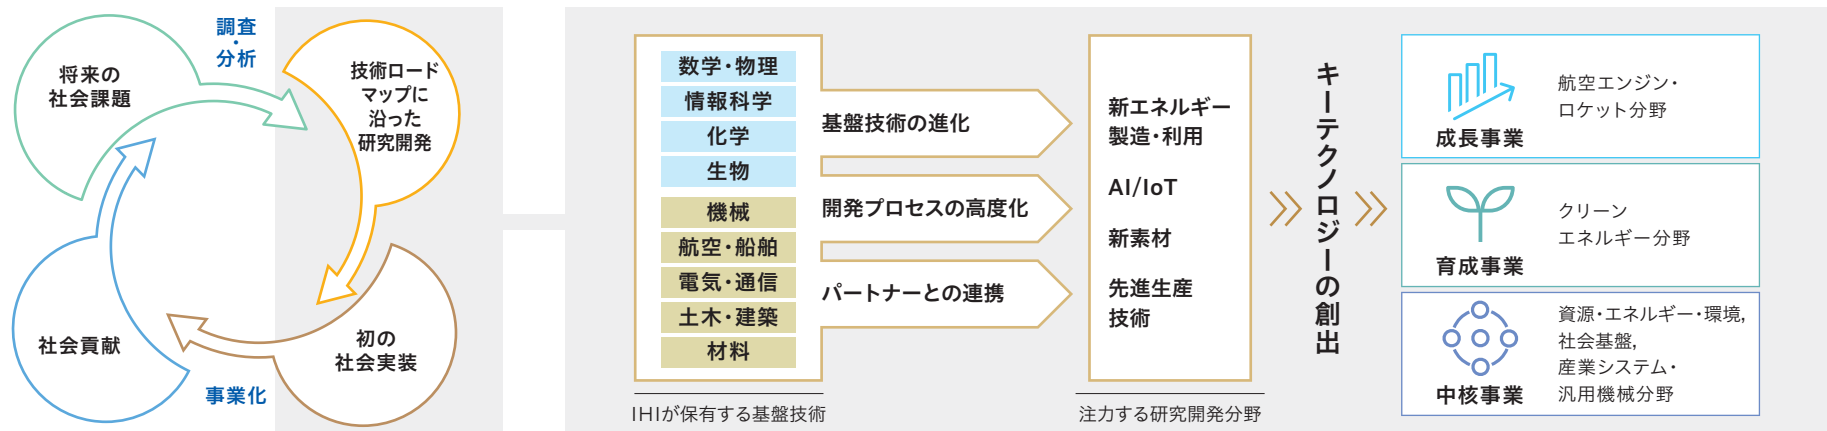 将来の
社会課題
調査
・
分析
技術ロード
マップに
沿った
研究開発
初の
社会実装
事業化
社会貢献
数学・物理
情報科学
化学
生物
機械
航空・船舶
電気・通信
土木・建築
材料
IHIが保有する基盤技術
基盤技術の進化
開発プロセスの高度化
パートナーとの連携
新エネルギー
製造・利用
AI/IoT
新素材
先進生産
技術
注力する研究開発分野
キーテクノロジーの創出
成長事業
航空エンジン・
ロケット分野
育成事業
クリーン
エネルギー分野
中核事業
資源・エネルギー・環境,
社会基盤,
産業システム・
汎用機械分野